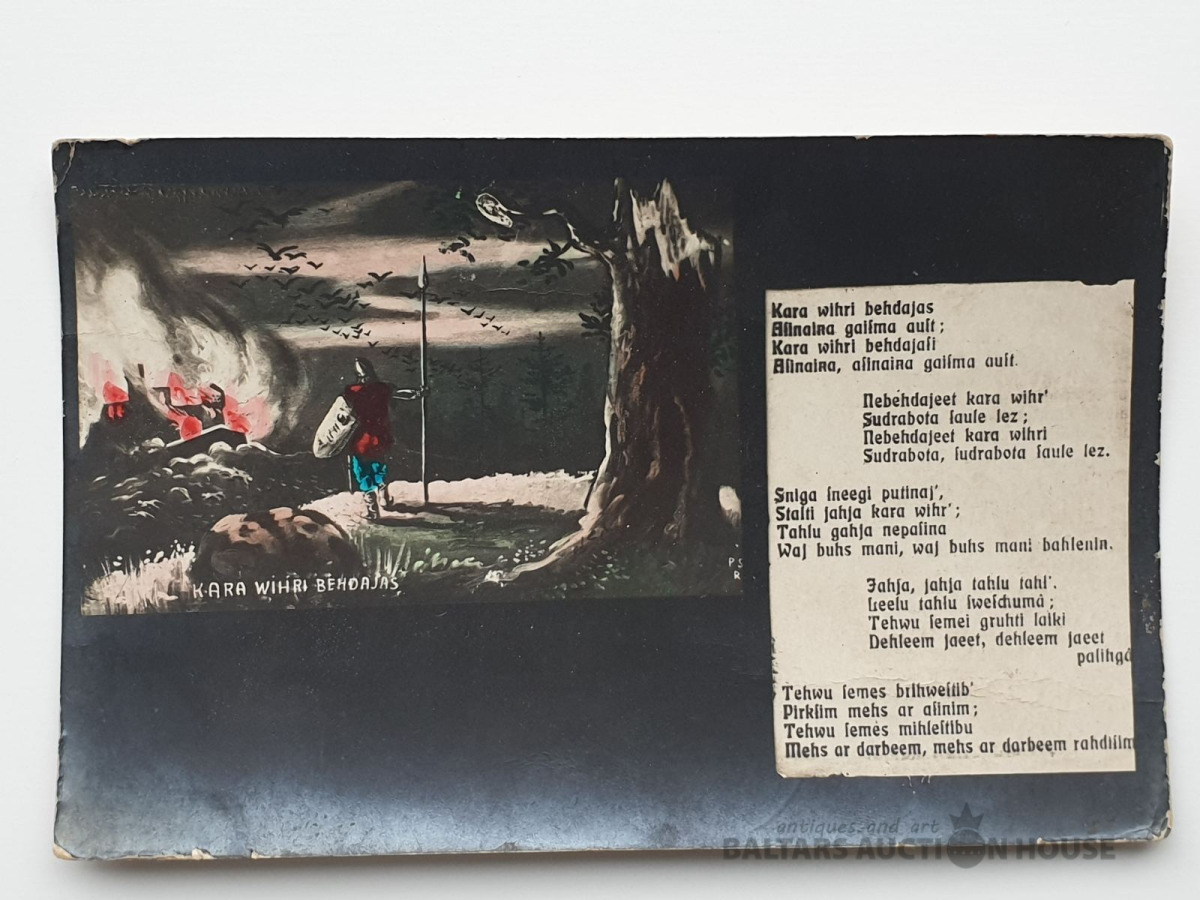 KARA WIHRI BEHDAJAS
PS
R
Kara wihri behdajas
Aſinaina gaiſma auſt;
Kara wihri behdajaſi
Aſinaina, aſinaina gaiſma auſt.
Nebehdajeet kara wihr'
Sudrabota ſaule lez;
Nebehdajeet kara wihri
Sudrabota, ſudrabota ſaule lez.
Sniga ſneegi putinaj',
Stalti jahja kara wihr';
Tahlu gahja nepaſina
Waj buhs mani, waj buhs mani bahlenin.
Jahja, jahja tahlu tahl'.
Leelu tahlu ſweſchumâ;
Tehwu ſemei gruhti laiki
Dehleem jaeet, dehleem jaeet
palihgâ
Tehwu ſemes brihweſtib'
Pirkſim mehs ar aſinim;
Tehwu ſemès mihleſtibu
Mehs ar darbeem, mehs ar darbeem rahdiſim
antiques and art
BALTARS AUCTION HOUSE